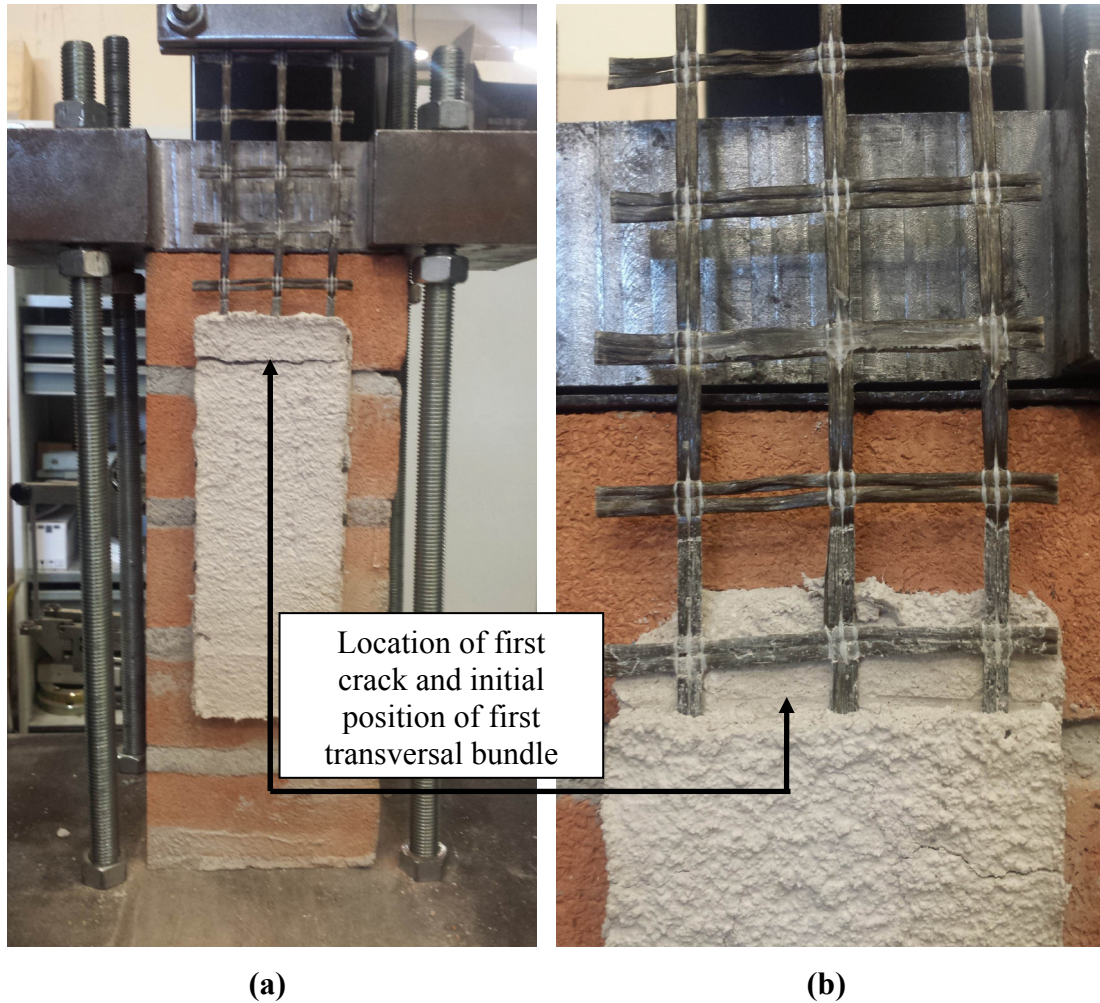 Location of first
crack and initial
position of first
transversal bundle
(a)
(b)